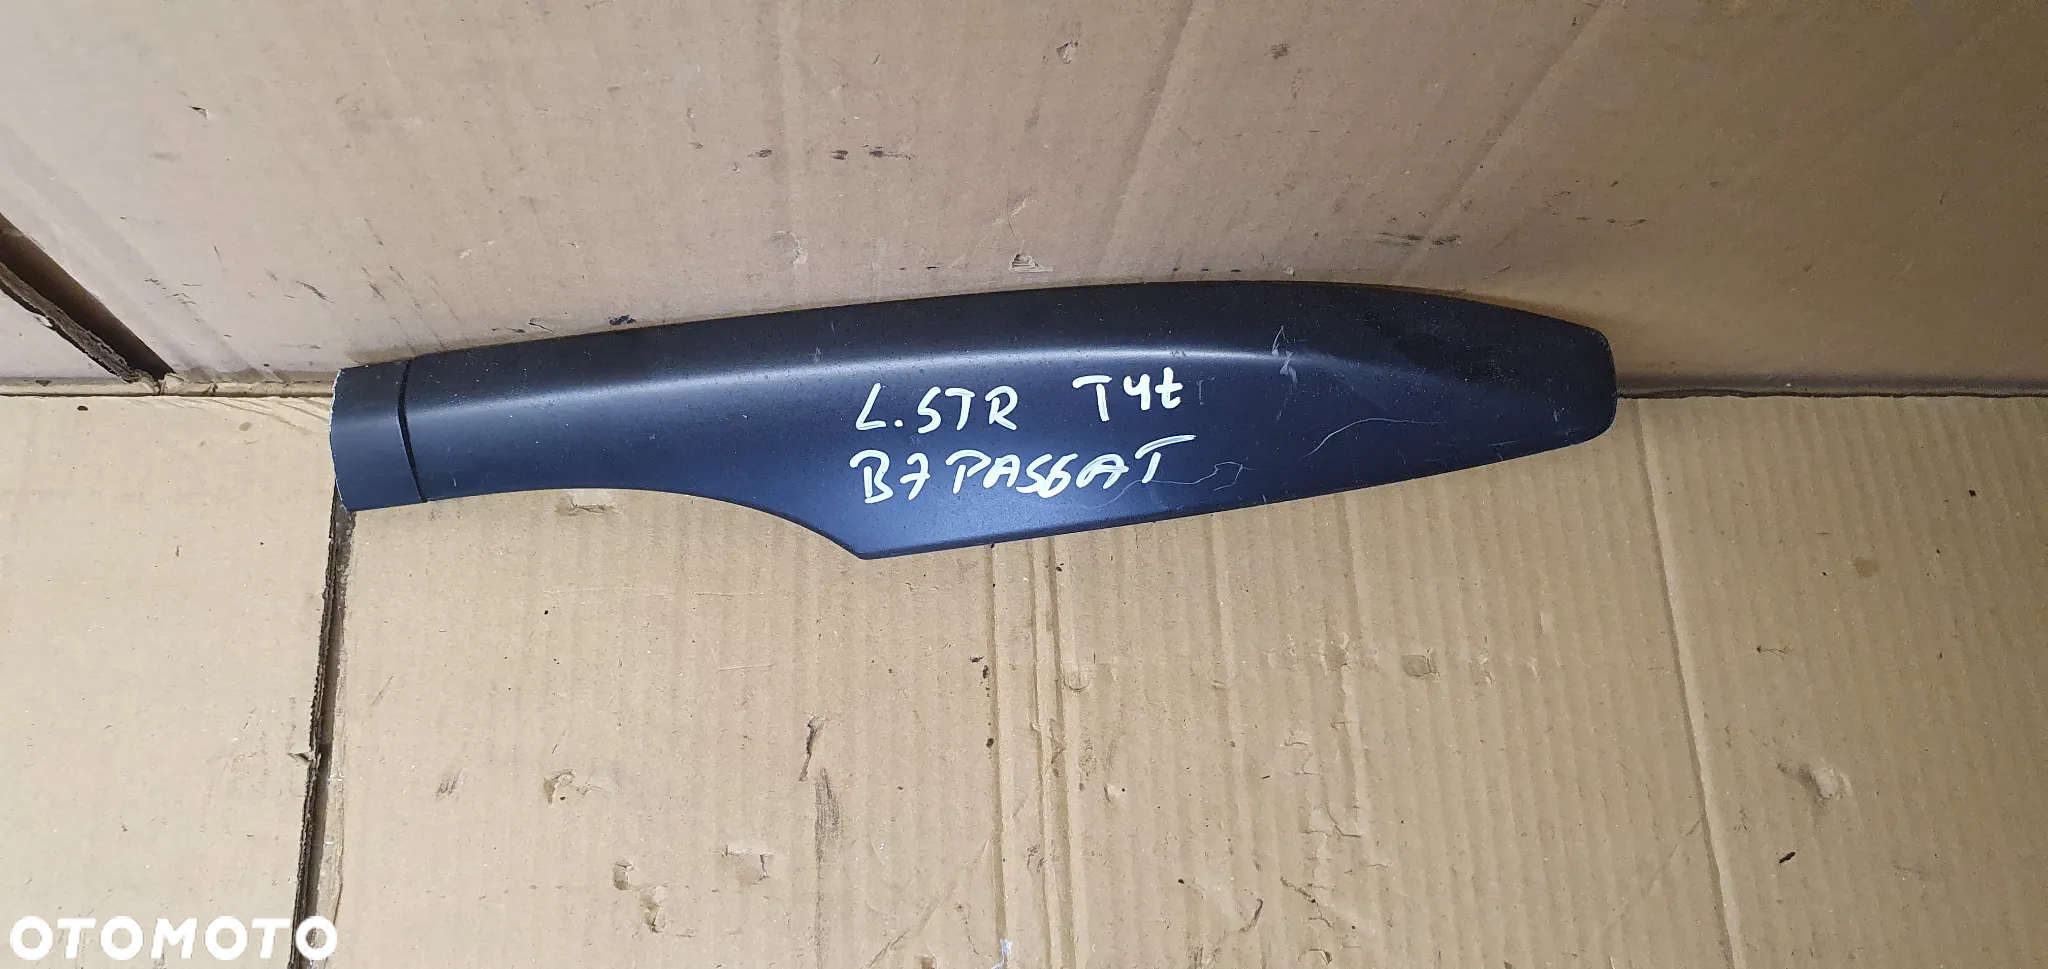 L.STR TYŁ
B7 PASSAT
OTOMOTO